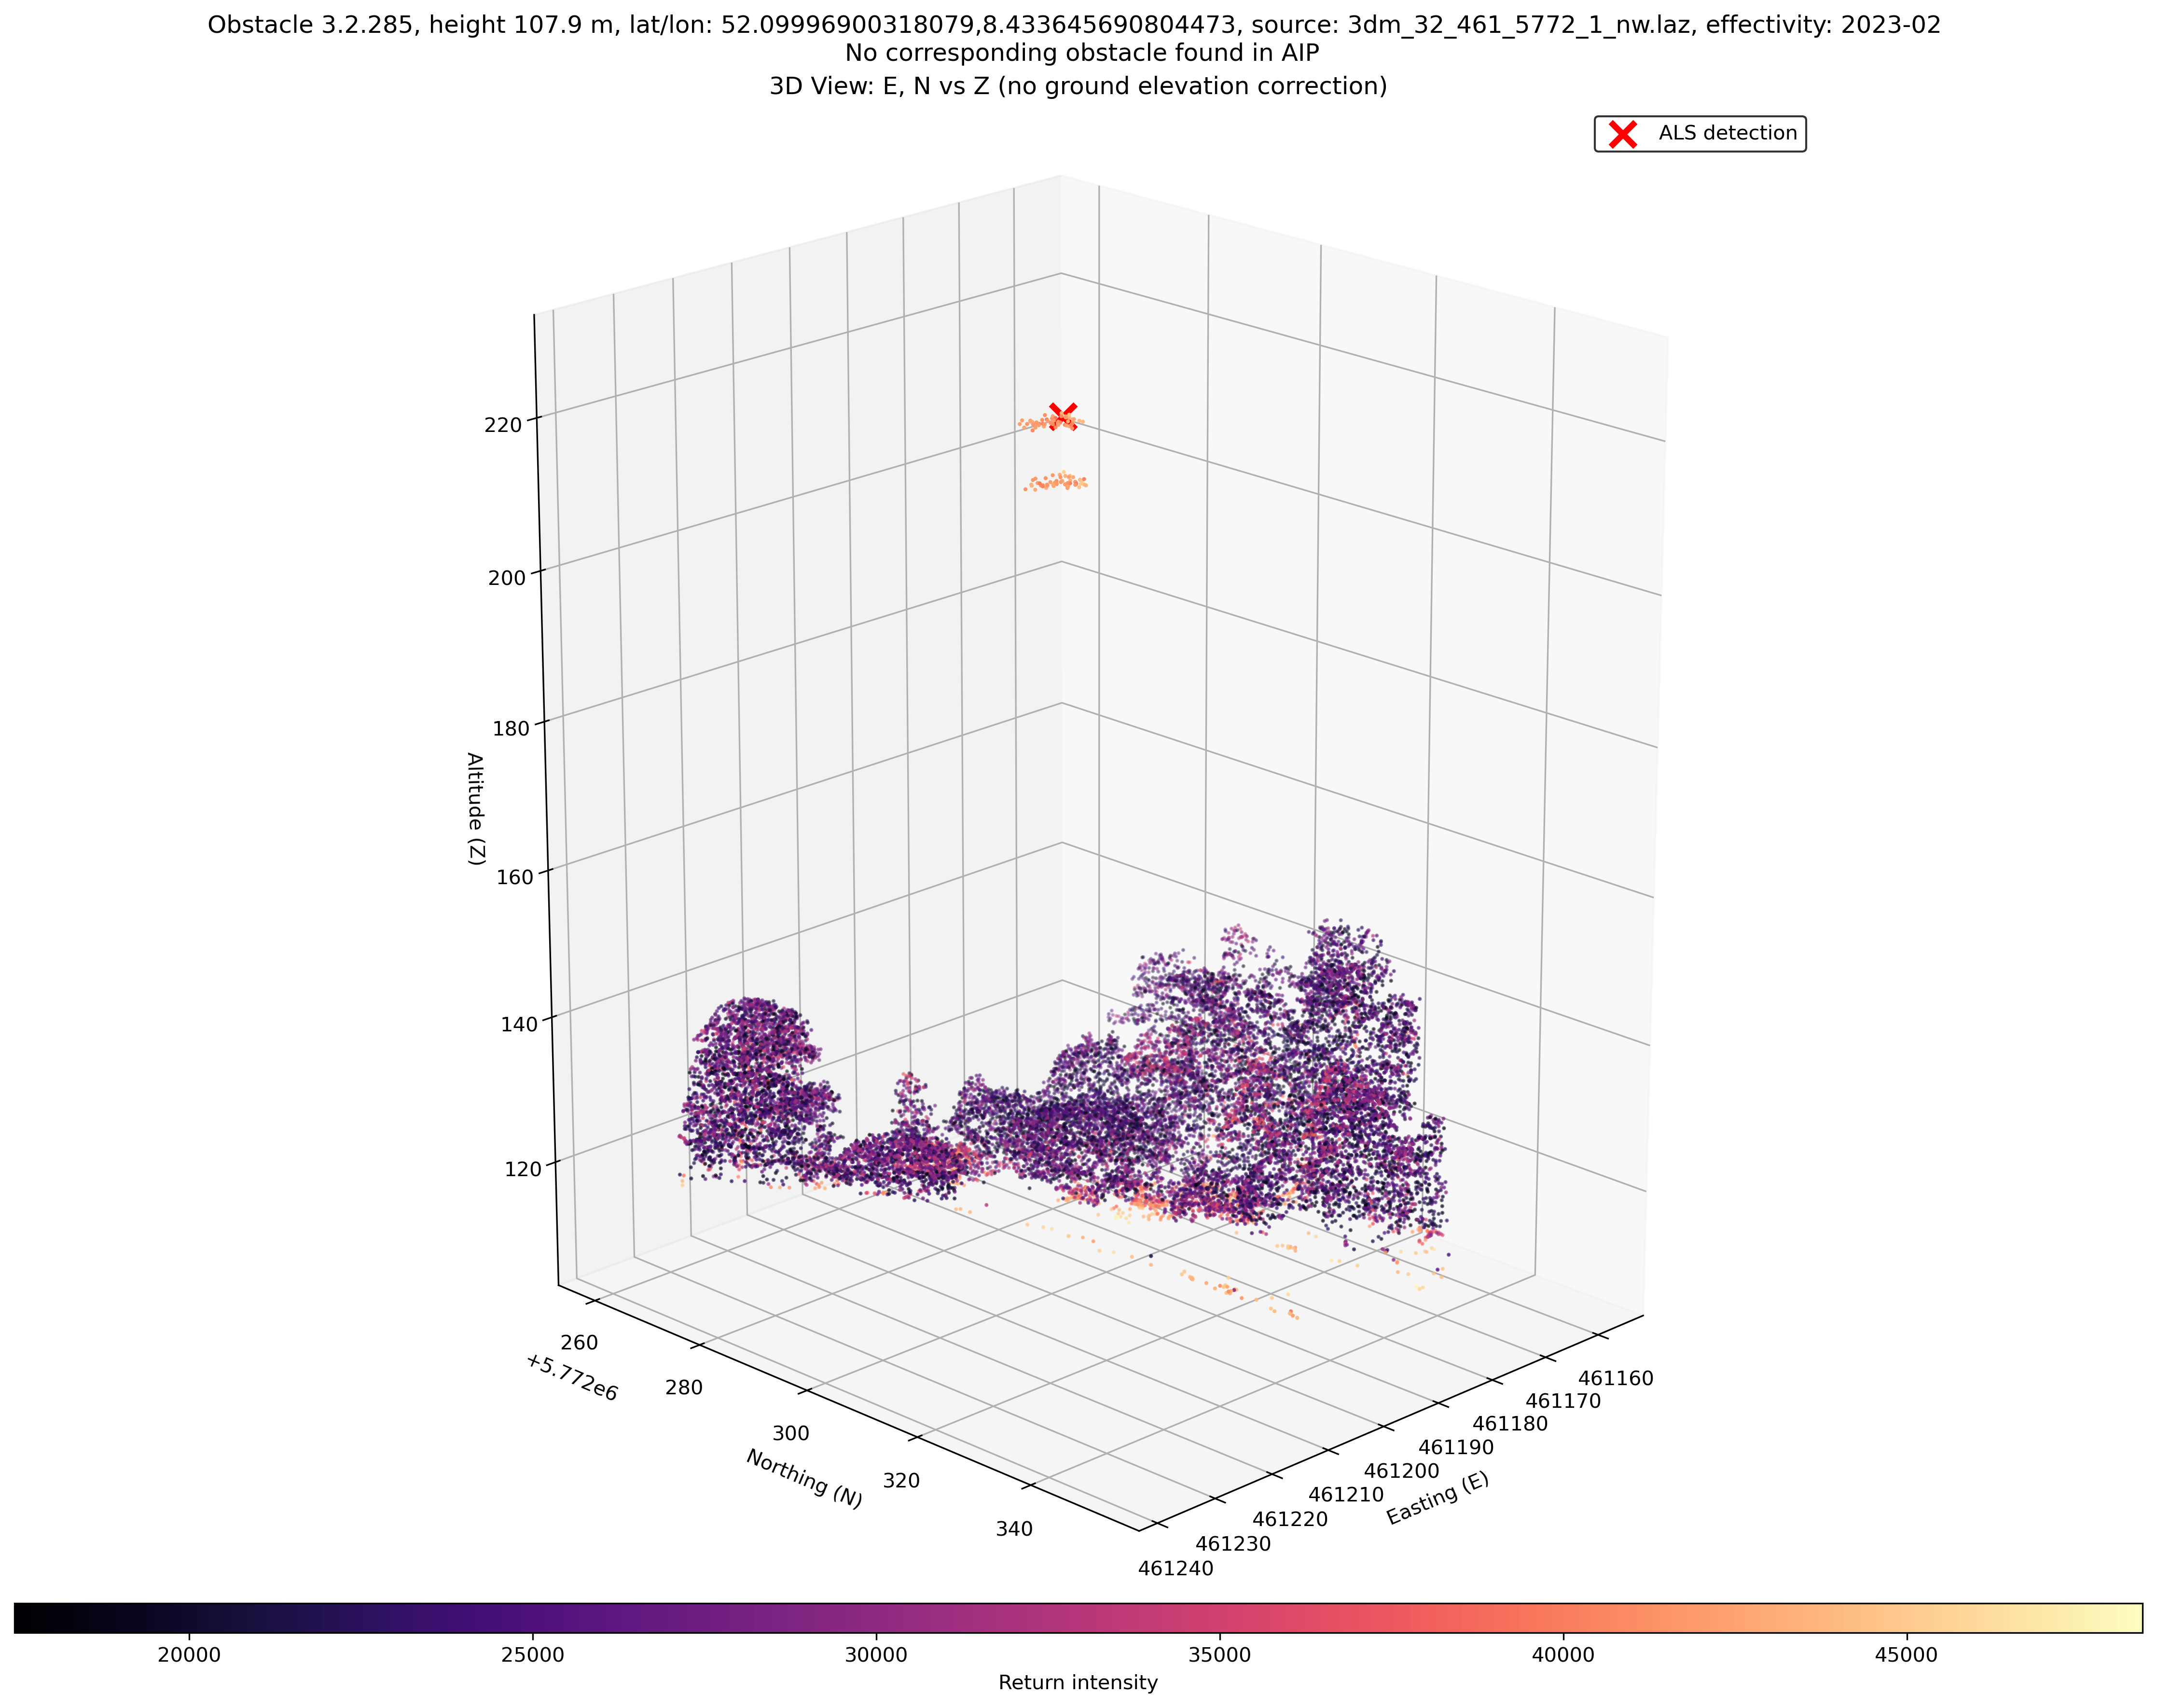 Obstacle 3.2.285, height 107.9 m, lat/lon: 52.09996900318079,8.433645690804473, source: 3dm_32_461_5772_1_nw.laz, effectivity: 2023-02
No corresponding obstacle found in AIP
3D View: E, N vs Z (no ground elevation correction)
ALS detection
220
200
180
160
140
120
Altitude (Z)
260
280
300
320
340
+5.772e6
Northing (N)
461160
461170
461180
461190
461200
461210
461220
461230
461240
Easting (E)
20000
25000
30000
35000
40000
45000
Return intensity